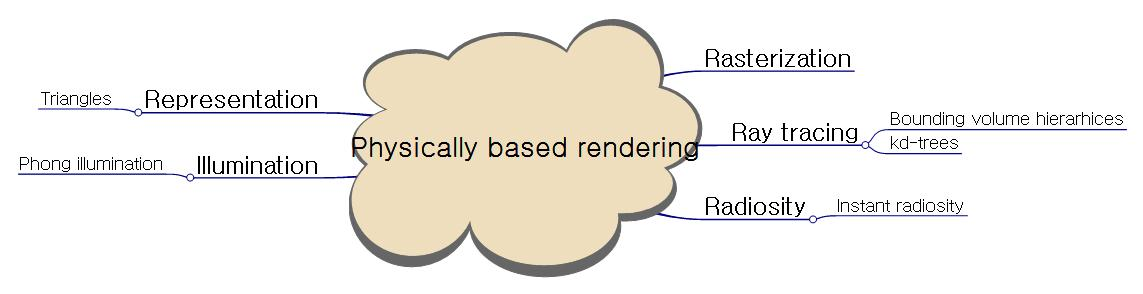 Physically based rendering
Representation
Triangles
Illumination
Phong illumination
Rasterization
Ray tracing
Bounding volume hierarhices
kd-trees
Radiosity
Instant radiosity